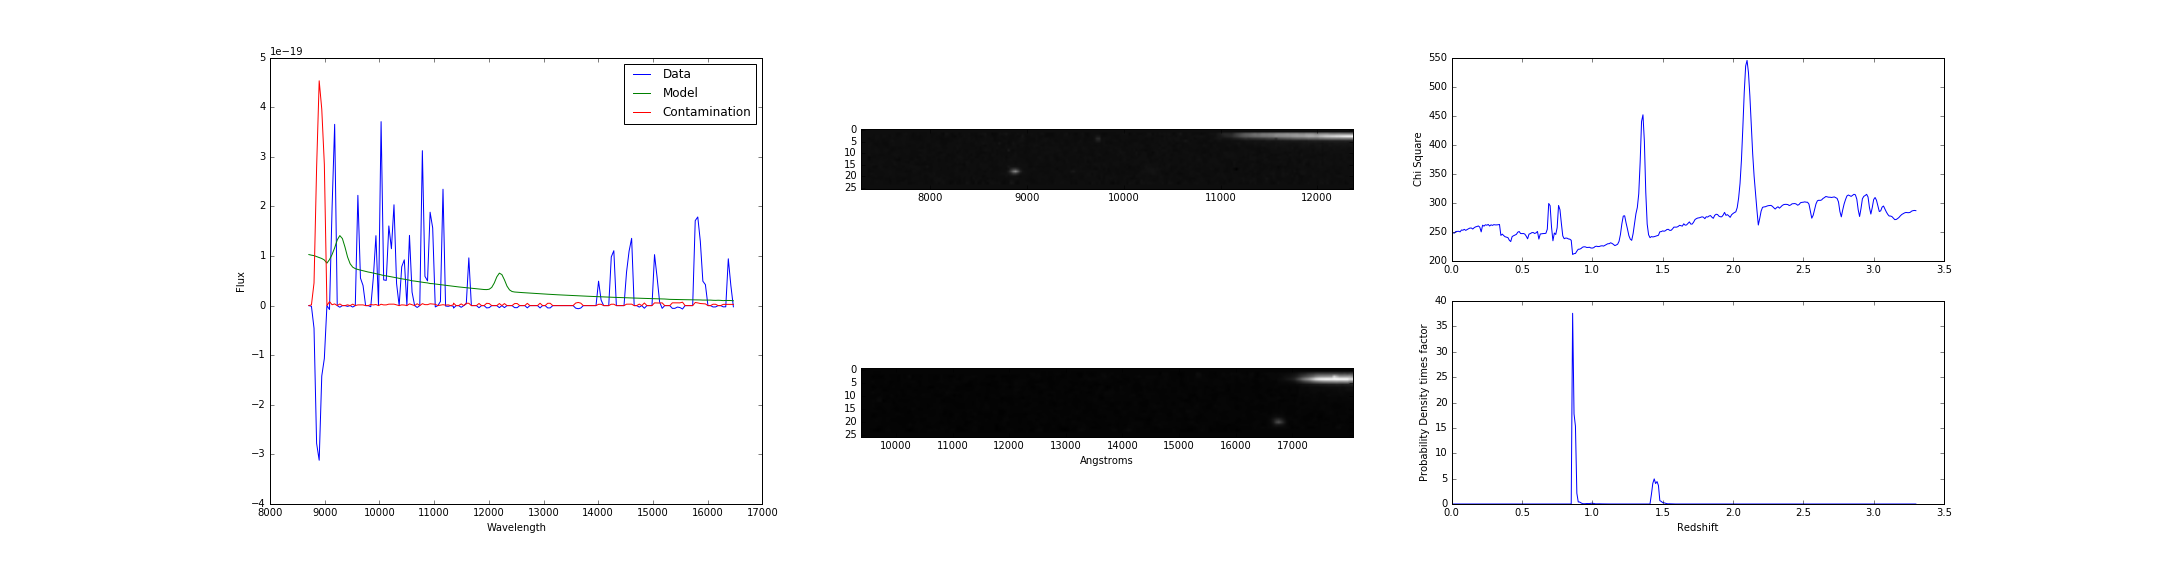 1e−19
5
4
3
2
1
0
−1
−2
−3
−4
Flux
Data
Model
Contamination
8000 9000 10000 11000 12000 13000 14000 15000 16000 17000
Wavelength
0
5
10
15
20
25
8000 9000 10000 11000 12000
0
5
10
15
20
25
10000 11000 12000 13000 14000 15000 16000 17000
Angstroms
550
500
450
400
350
300
250
200
Chi Square
0.0 0.5 1.0 1.5 2.0 2.5 3.0 3.5
40
35
30
25
20
15
10
5
0
Probability Density times factor
0.0 0.5 1.0 1.5 2.0 2.5 3.0 3.5
Redshift